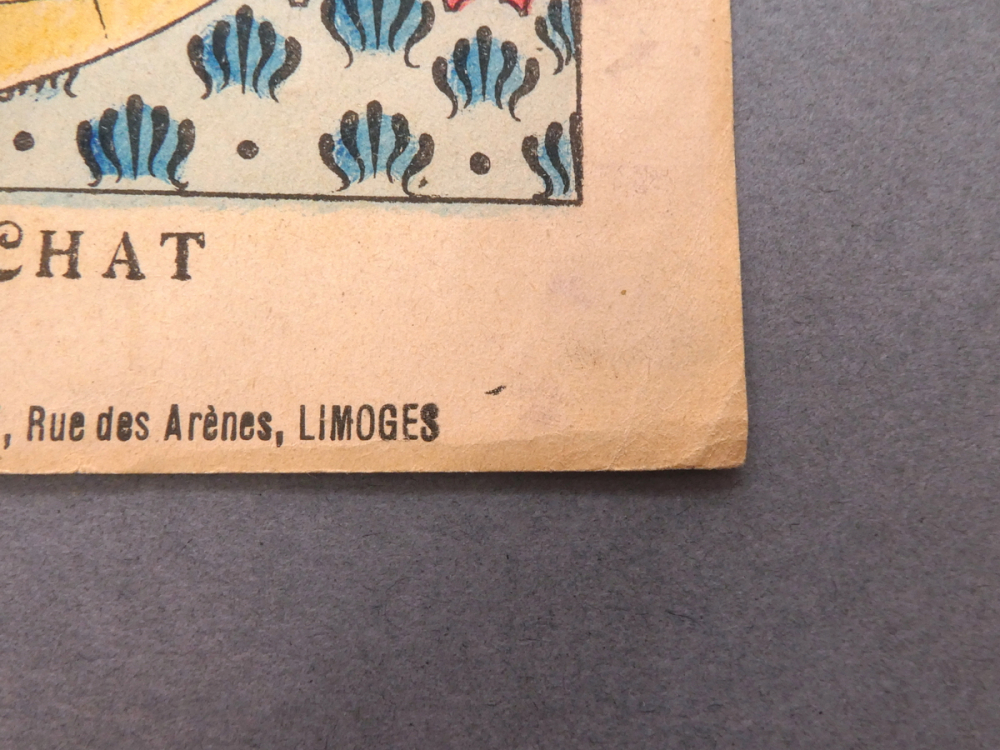 CHAT
, Rue des Arènes, LIMOGES